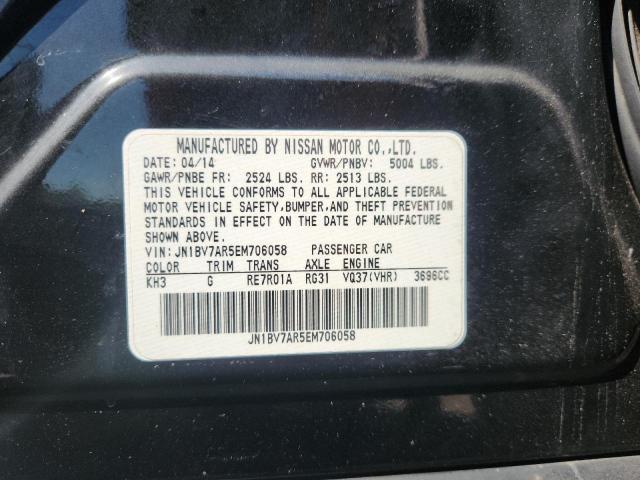 MANUFACTURED BY NISSAN MOTOR CO.,LTD.
DATE: 04/14 GVWR/PNBV: 5004 LBS.
GAWR/PNBE FR: 2524 LBS. RR: 2513 LBS.
THIS VEHICLE CONFORMS TO ALL APPLICABLE FEDERAL
MOTOR VEHICLE SAFETY,BUMPER,AND THEFT PREVENTION
STANDARDS IN EFFECT ON THE DATE OF MANUFACTURE
SHOWN ABOVE.
VIN:JN1BV7AR5EM706058 PASSENGER CAR
COLOR TRIM TRANS AXLE ENGINE
KH3 G RE7R01A RG31 VQ37(VHR) 3696CC
JN1BV7AR5EM706058